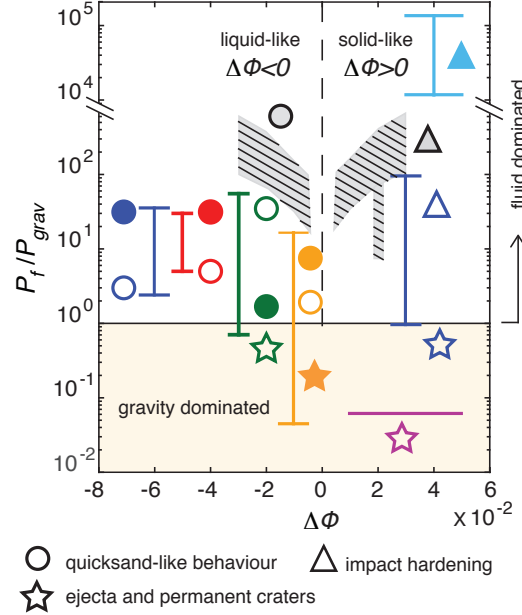 liquid-like
ΔΦ<0
solid-like
ΔΦ>0
10^5
10^4
10^2
10^1
10^0
10^-1
10^-2
P_f/P_grav
fluid dominated
gravity dominated
-8 -6 -4 -2 0 2 4 6
ΔΦ
x 10^-2
quicksand-like behaviour
impact hardening
ejecta and permanent craters